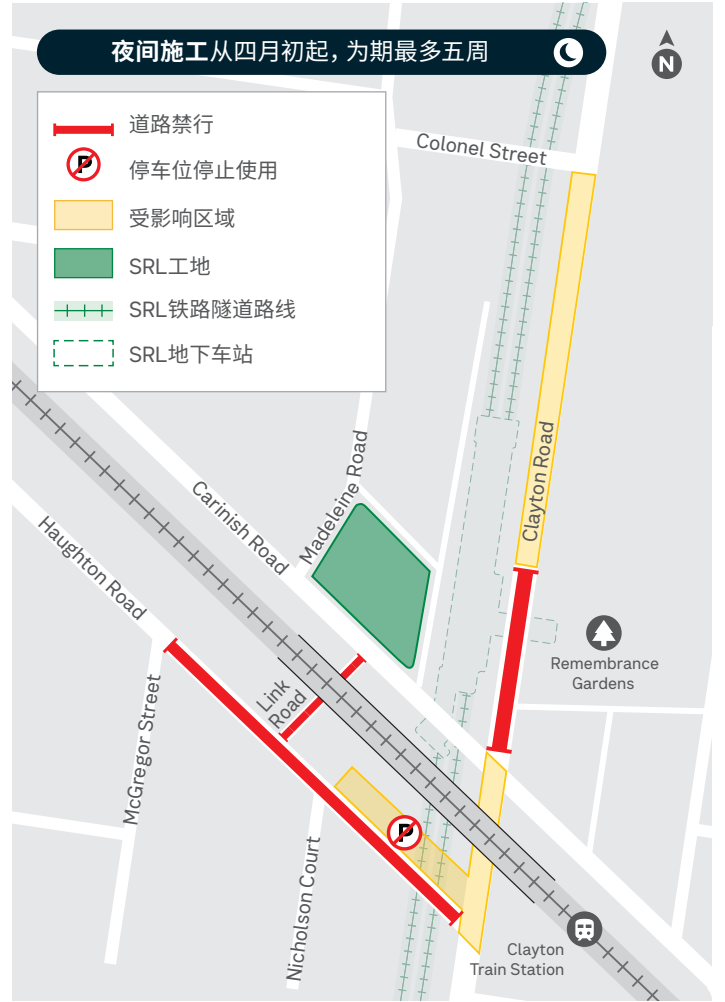 夜间施工从四月初起，为期最多五周
N
道路禁行
P
停车位停止使用
受影响区域
SRL工地
SRL铁路隧道路线
SRL地下车站
Colonel Street
Clayton Road
Madeleine Road
Carinish Road
Haughton Road
Remembrance
Gardens
Link
Road
McGregor Street
P
Nicholson Court
Clayton
Train Station